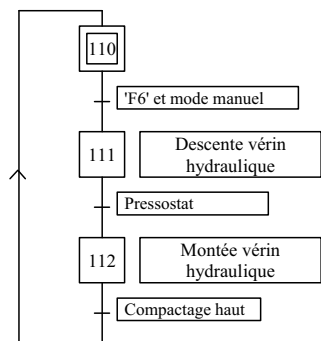 110
'F6' et mode manuel
111
Descente vérin
hydraulique
Pressostat
112
Montée vérin
hydraulique
Compactage haut